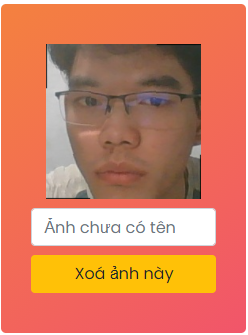 Ảnh chưa có tên
Xoá ảnh này